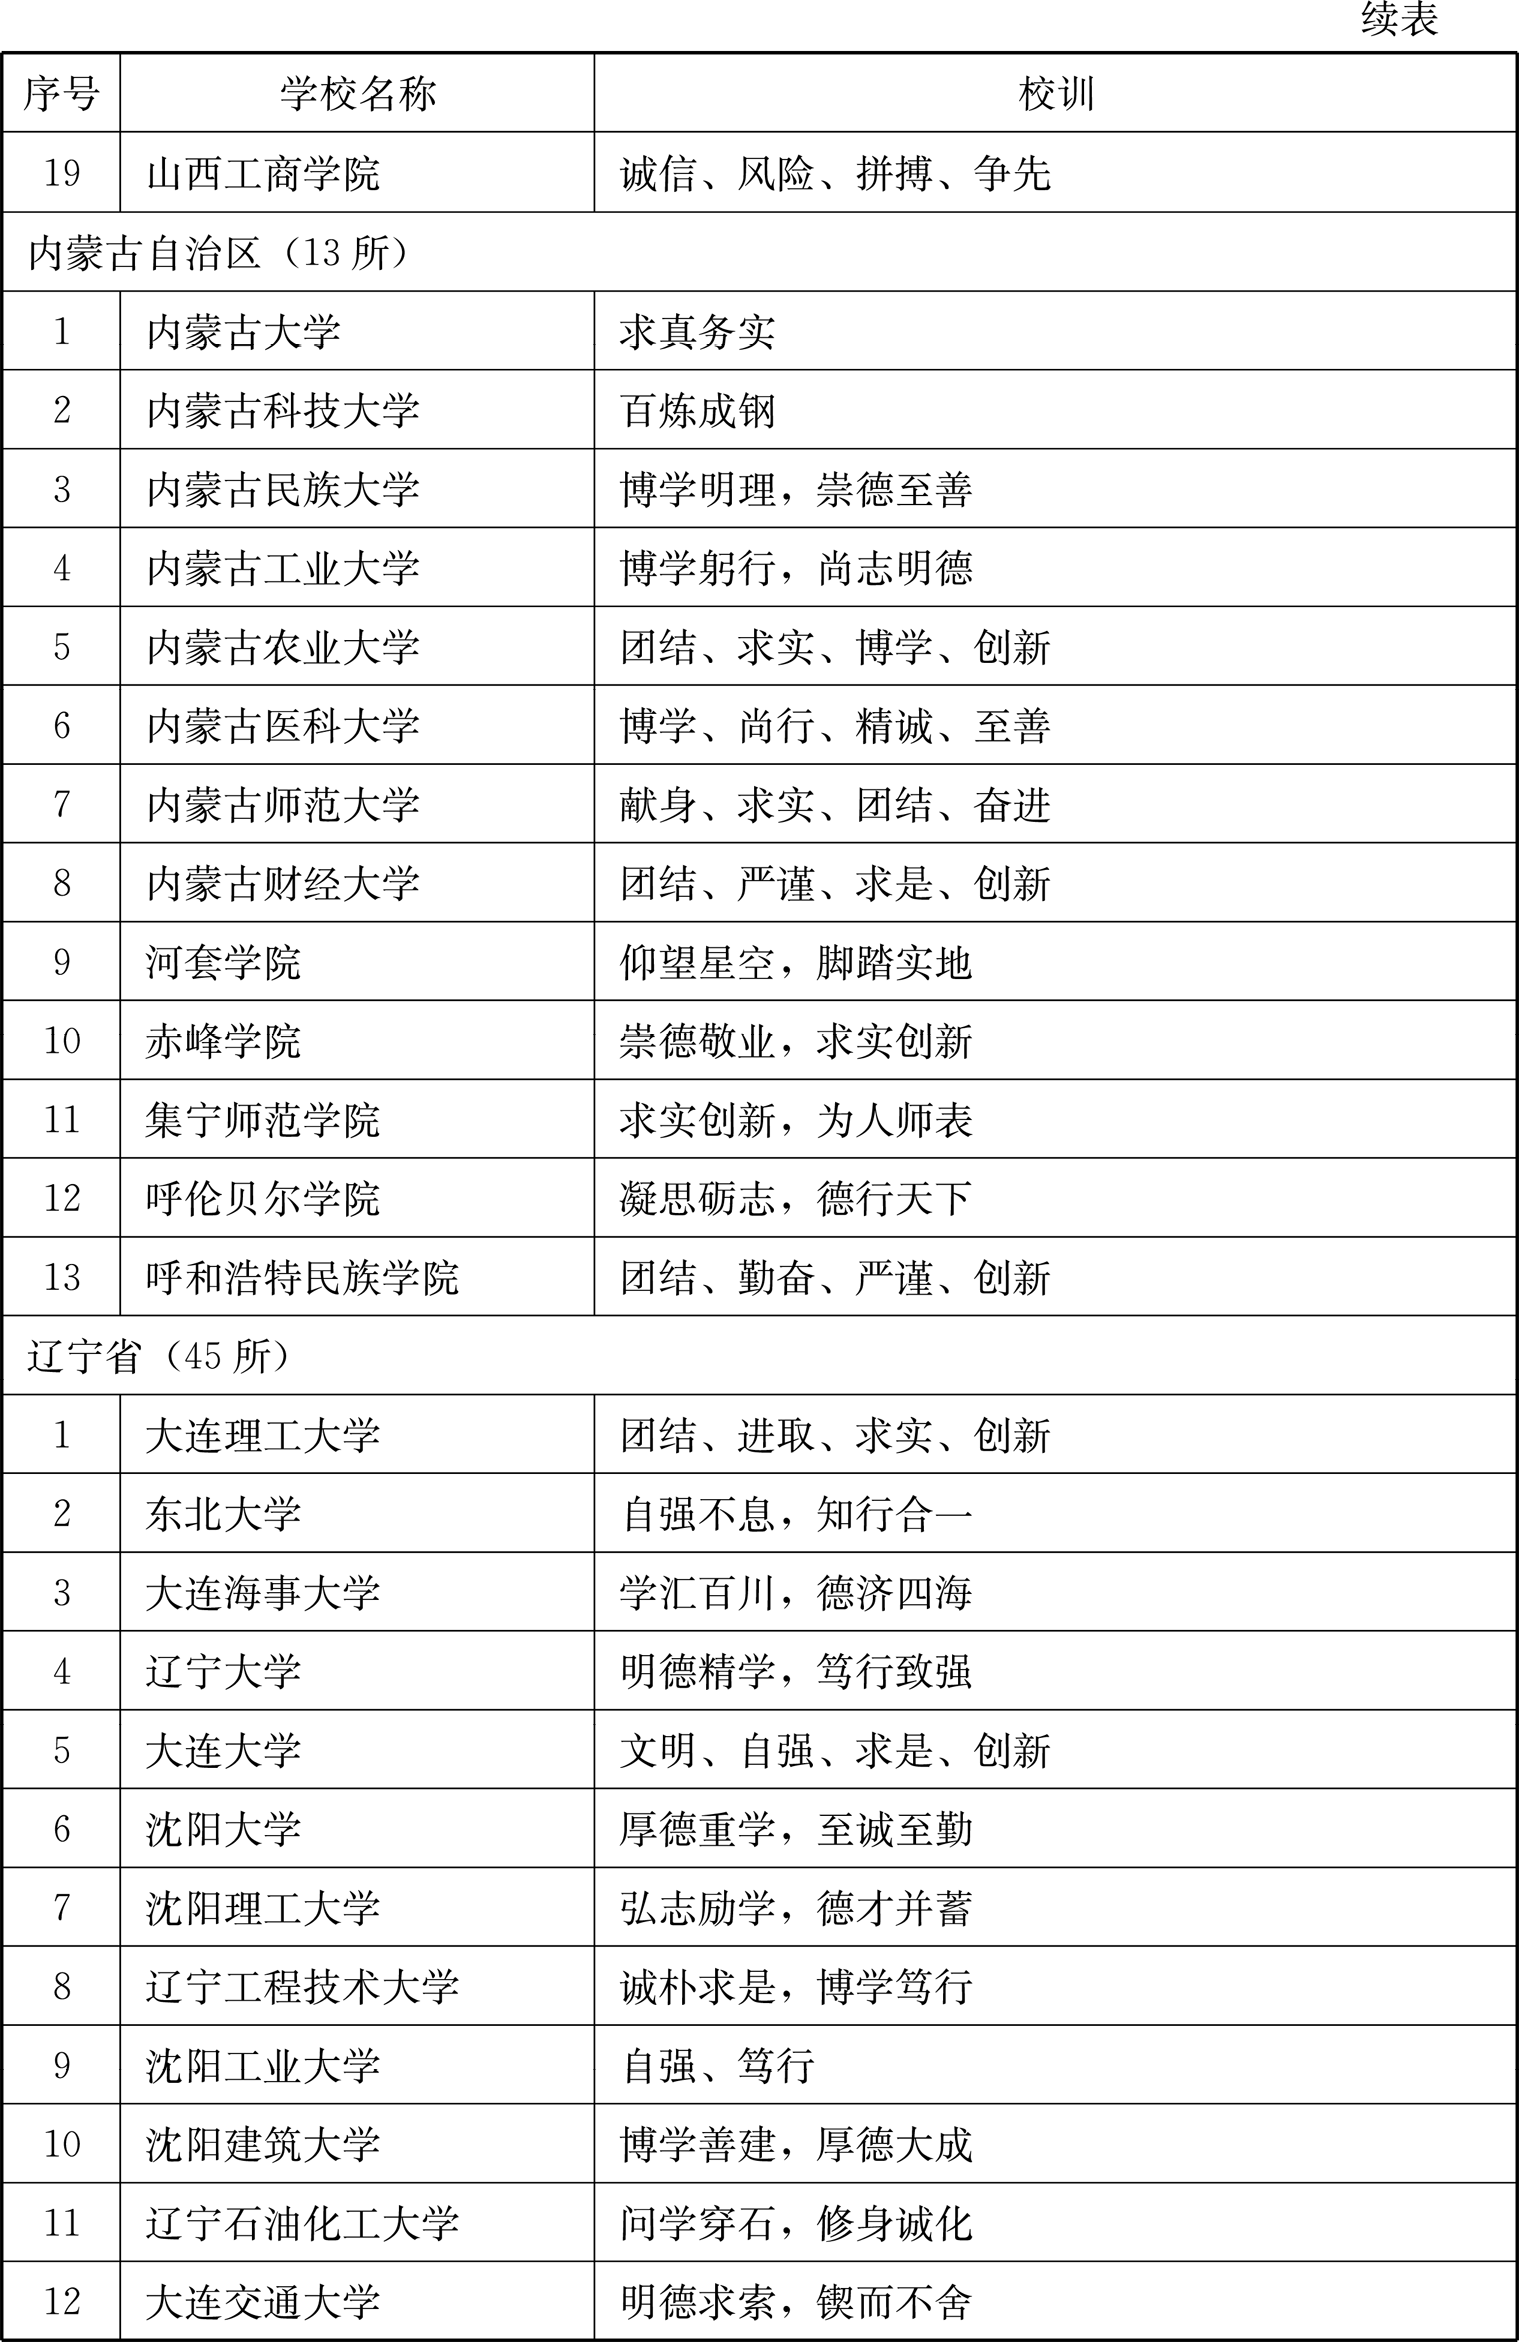 续表
序号 学校名称 校训
19 山西工商学院 诚信、风险、拼搏、争先
内蒙古自治区（13所）
1 内蒙古大学 求真务实
2 内蒙古科技大学 百炼成钢
3 内蒙古民族大学 博学明理，崇德至善
4 内蒙古工业大学 博学躬行，尚志明德
5 内蒙古农业大学 团结、求实、博学、创新
6 内蒙古医科大学 博学、尚行、精诚、至善
7 内蒙古师范大学 献身、求实、团结、奋进
8 内蒙古财经大学 团结、严谨、求是、创新
9 河套学院 仰望星空，脚踏实地
10 赤峰学院 崇德敬业，求实创新
11 集宁师范学院 求实创新，为人师表
12 呼伦贝尔学院 凝思砺志，德行天下
13 呼和浩特民族学院 团结、勤奋、严谨、创新
辽宁省（45所）
1 大连理工大学 团结、进取、求实、创新
2 东北大学 自强不息，知行合一
3 大连海事大学 学汇百川，德济四海
4 辽宁大学 明德精学，笃行致强
5 大连大学 文明、自强、求是、创新
6 沈阳大学 厚德重学，至诚至勤
7 沈阳理工大学 弘志励学，德才并蓄
8 辽宁工程技术大学 诚朴求是，博学笃行
9 沈阳工业大学 自强、笃行
10 沈阳建筑大学 博学善建，厚德大成
11 辽宁石油化工大学 问学穿石，修身诚化
12 大连交通大学 明德求索，锲而不舍